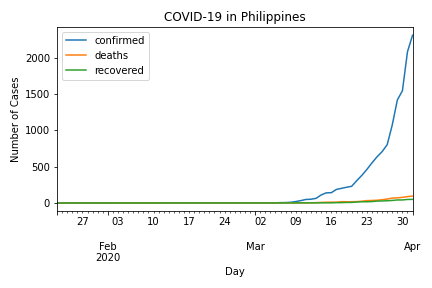 COVID-19 in Philippines
confirmed
deaths
recovered
Number of Cases
2000
1500
1000
500
0
27 03 10 17 24 02 09 16 23 30
Feb Mar Apr
2020
Day